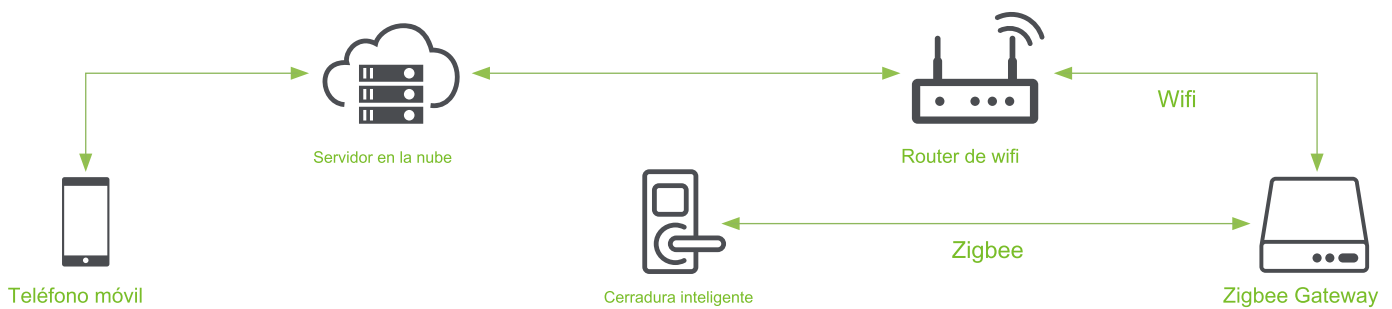 Wifi
Servidor en la nube
Router de wifi
Zigbee
Teléfono móvil
Cerradura inteligente
Zigbee Gateway